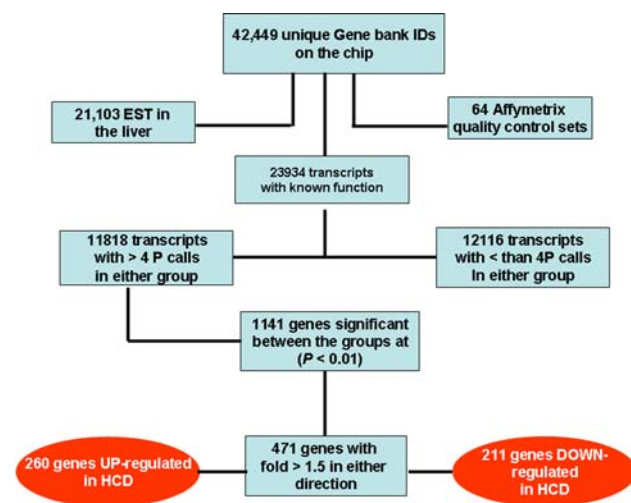 42,449 unique Gene bank IDs
on the chip
21,103 EST in
the liver
64 Affymetrix
quality control sets
23934 transcripts
with known function
11818 transcripts
with > 4 P calls
in either group
12116 transcripts
with < than 4P calls
In either group
1141 genes significant
between the groups at
(P < 0.01)
260 genes UP-regulated
in HCD
471 genes with
fold > 1.5 in either
direction
211 genes DOWN-
regulated
in HCD